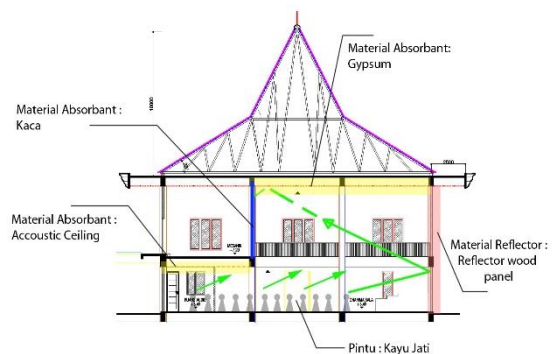 Material Absorbant:
Gypsum
Material Absorbant :
Kaca
Material Absorbant :
Accoustic Ceiling
Material Reflector :
Reflector wood
panel
Pintu : Kayu Jati